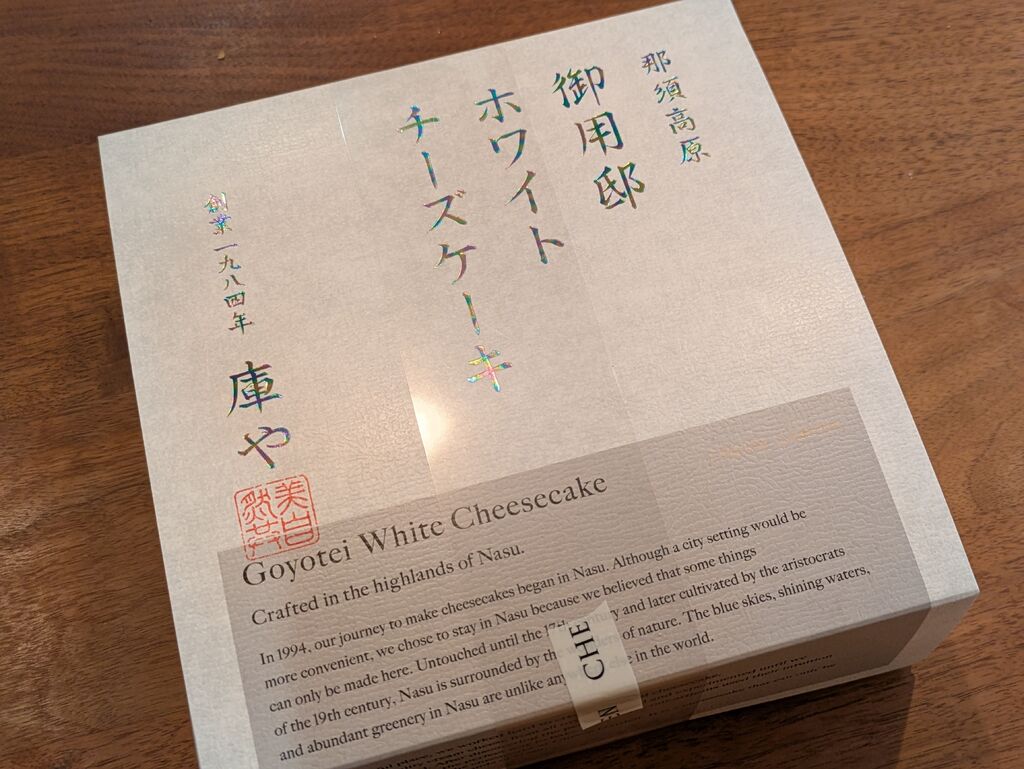 那須高原
御用邸
ホワイト
チーズケーキ
創業一九八四年
庫や
Goyotei White Cheesecake
Crafted in the highlands of Nasu.
In 1994, our journey to make cheesecakes began in Nasu. Although a city setting would be
more convenient, we chose to stay in Nasu because we believed that some things
can only be made here. Untouched until the 17th and later cultivated by the aristocrats
of the 19th century, Nasu is surrounded by the of nature. The blue skies, shining waters,
and abundant greenery in Nasu are unlike in the world.
CHE